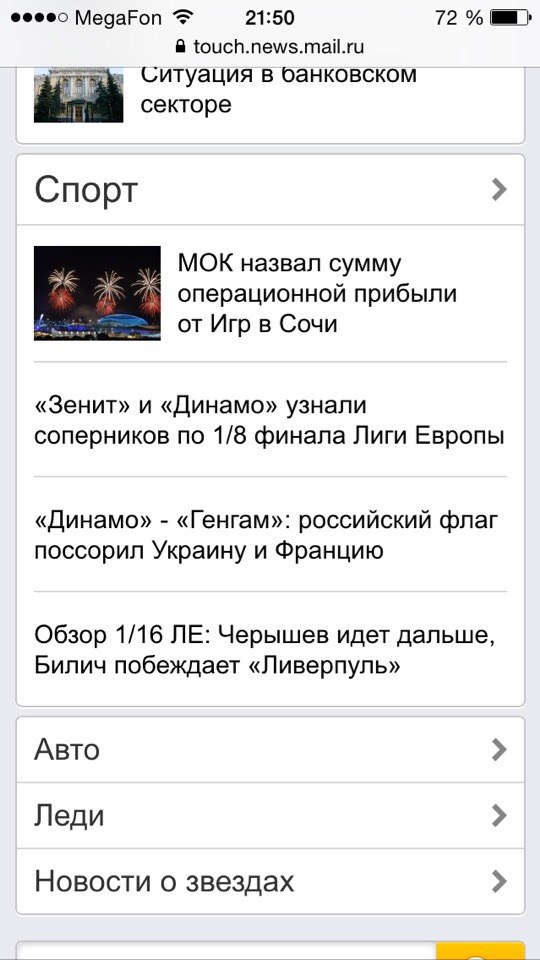 MegaFon 21:50 72 %
touch.news.mail.ru
Ситуация в банковском
секторе
Спорт
МОК назвал сумму
операционной прибыли
от Игр в Сочи
«Зенит» и «Динамо» узнали
соперников по 1/8 финала Лиги Европы
«Динамо» - «Генгам»: российский флаг
поссорил Украину и Францию
Обзор 1/16 ЛЕ: Черышев идет дальше,
Билич побеждает «Ливерпуль»
Авто
Леди
Новости о звездах